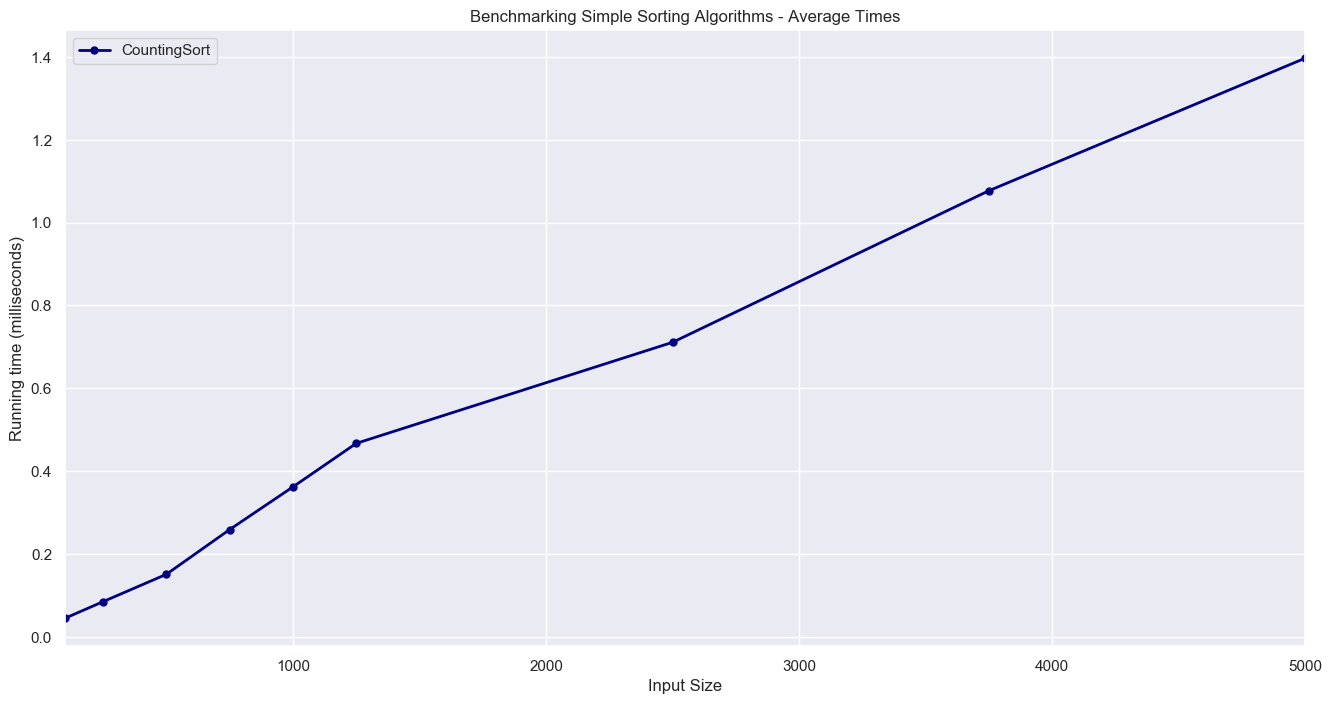 Benchmarking Simple Sorting Algorithms - Average Times
CountingSort
1.4
1.2
1.0
0.8
0.6
0.4
0.2
0.0
Running time (milliseconds)
1000 2000 3000 4000 5000
Input Size